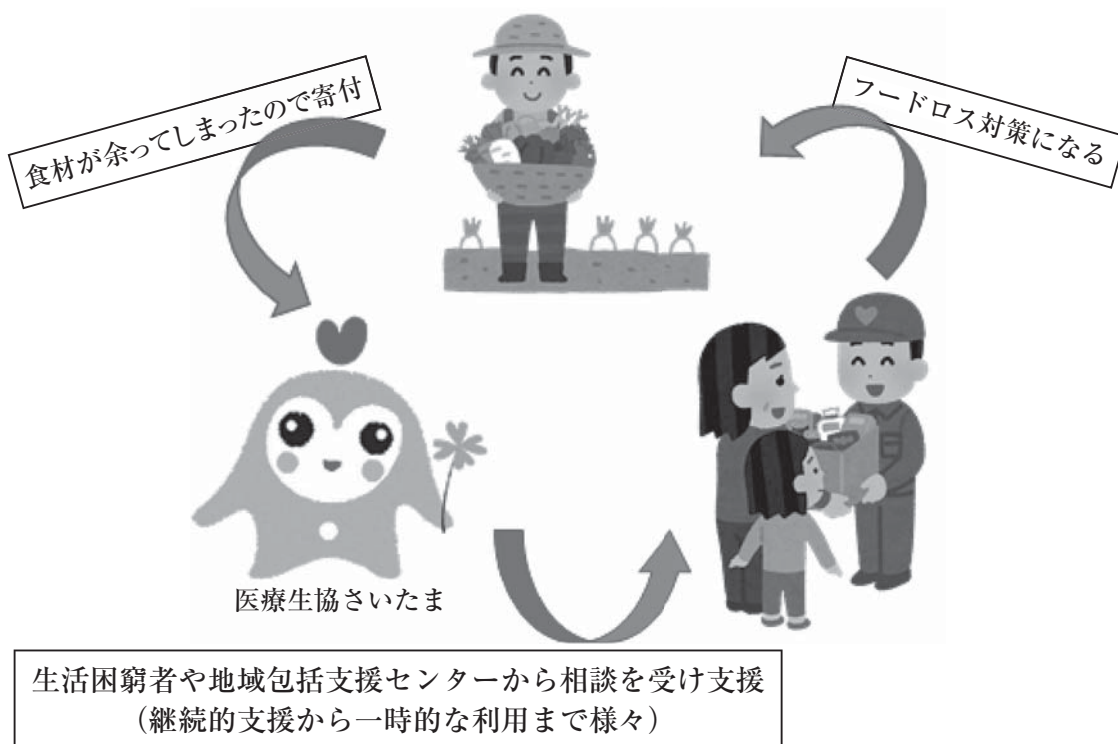 食材が余ってしまったので寄付
フードロス対策になる
医療生協さいたま
生活困窮者や地域包括支援センターから相談を受け支援
（継続的支援から一時的な利用まで様々）